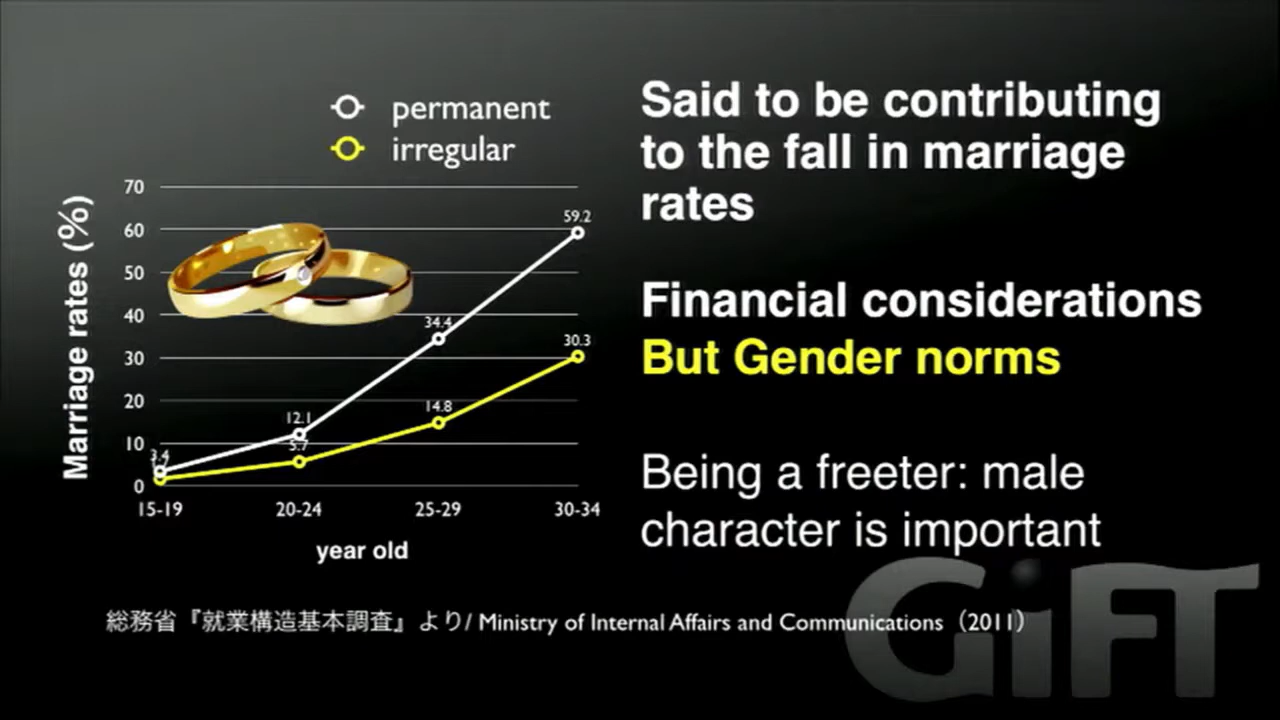 permanent
irregular
Said to be contributing
to the fall in marriage
rates
Financial considerations
But Gender norms
Being a freeter: male
character is important
Marriage rates (%)
70
60
50
40
30
20
10
0
59.2
34.4
30.3
12.1
14.8
5.7
3.4
15-19
20-24
25-29
30-34
year old
総務省『就業構造基本調査』より/ Ministry of Internal Affairs and Communications（2011）
GiFT